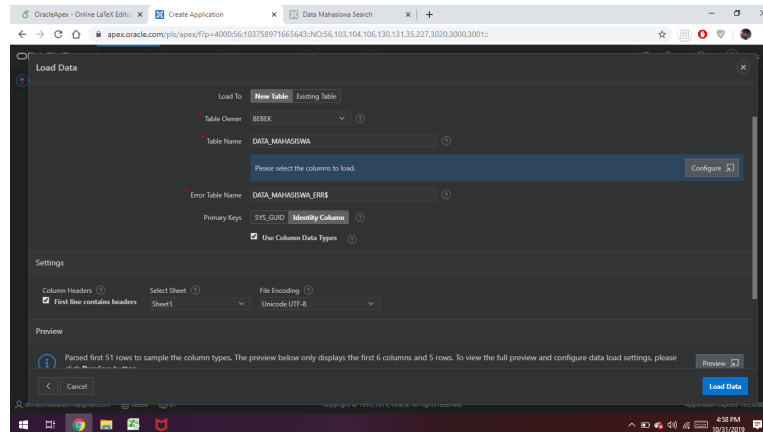 OracleApex - Online LaTeX Edito
Create Application
Data Mahasiswa Search
apex.oracle.com/pls/apex/f?p=4000:56:103758971665643::NO:56,103,104,106,130,131,35,227,3020,3000,3001::
Load Data
Load To New Table Existing Table
* Table Owner BEBEK
* Table Name DATA_MAHASISWA
Please select the columns to load.
Configure
* Error Table Name DATA_MAHASISWA_ERR$
Primary Keys SYS_GUID Identity Column
Use Column Data Types
Settings
Column Headers Select Sheet File Encoding
First line contains headers Sheet1 Unicode UTF-8
Preview
Parsed first 51 rows to sample the column types. The preview below only displays the first 6 columns and 5 rows. To view the full preview and configure data load settings, please
Preview
Cancel
Load Data
4:58 PM
10/31/2019